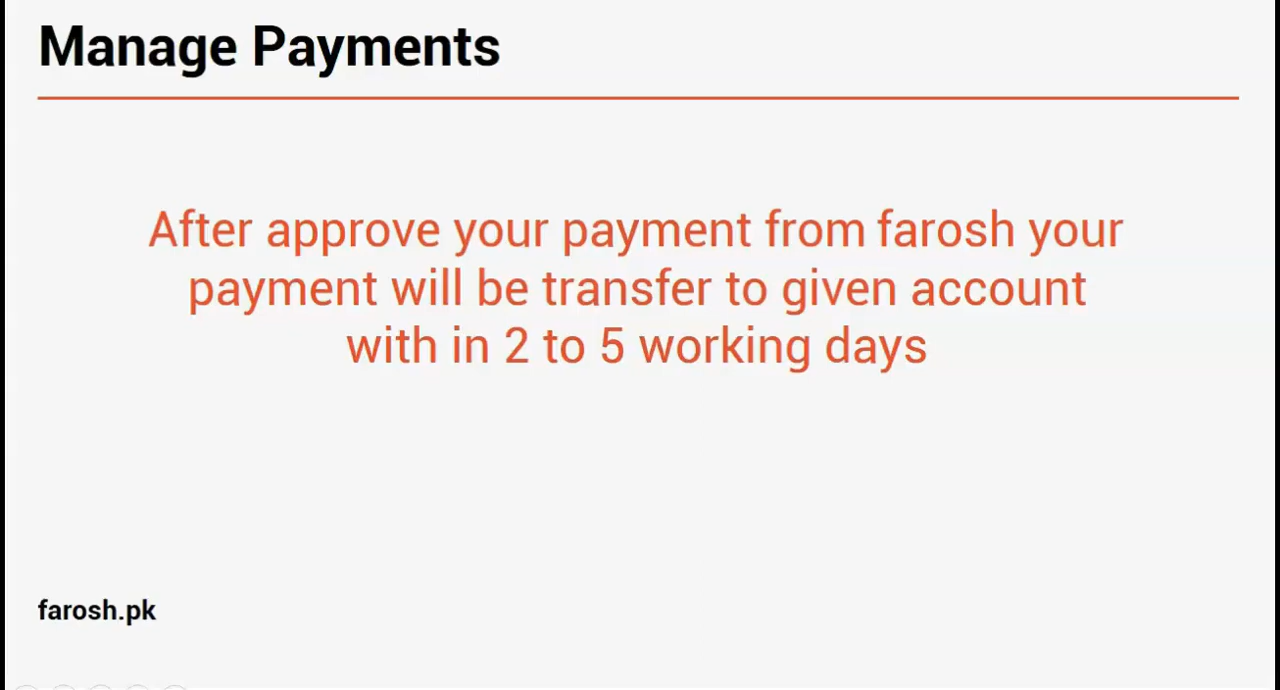 Manage Payments
After approve your payment from farosh your
payment will be transfer to given account
with in 2 to 5 working days
farosh.pk